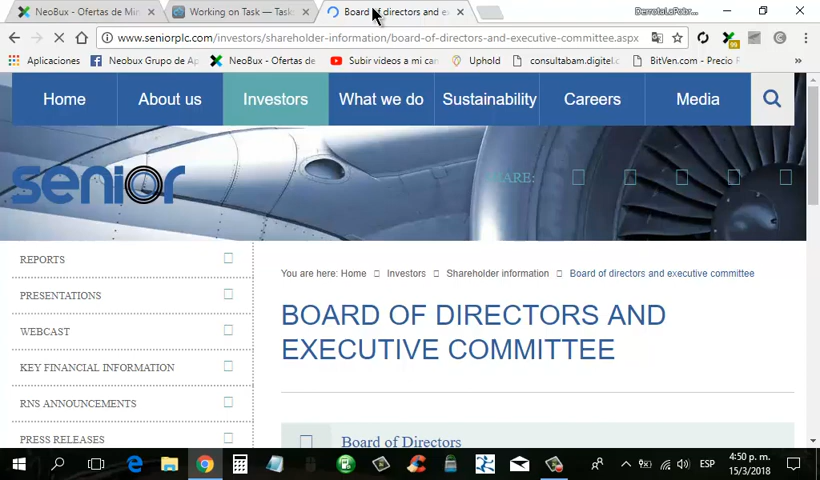 NeoBux - Ofertas de Min
Working on Task — Task
Board of directors and ex
www.seniorplc.com/investors/shareholder-information/board-of-directors-and-executive-committee.aspx
99
Aplicaciones
Neobux Grupo de Ap
NeoBux - Ofertas de
Subir videos a mi can
Uphold
consultabam.digitel.c
BitVen.com - Precio
»
Home
About us
Investors
What we do
Sustainability
Careers
Media
senior
SHARE:
REPORTS
PRESENTATIONS
WEBCAST
KEY FINANCIAL INFORMATION
RNS ANNOUNCEMENTS
PRESS RELEASES
You are here: Home Investors Shareholder information Board of directors and executive committee
BOARD OF DIRECTORS AND
EXECUTIVE COMMITTEE
Board of Directors
ESP
4:50 p. m.
15/3/2018